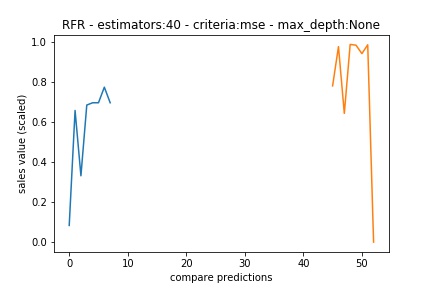 RFR - estimators:40 - criteria:mse - max_depth:None
1.0
0.8
0.6
0.4
0.2
0.0
sales value (scaled)
0 10 20 30 40 50
compare predictions